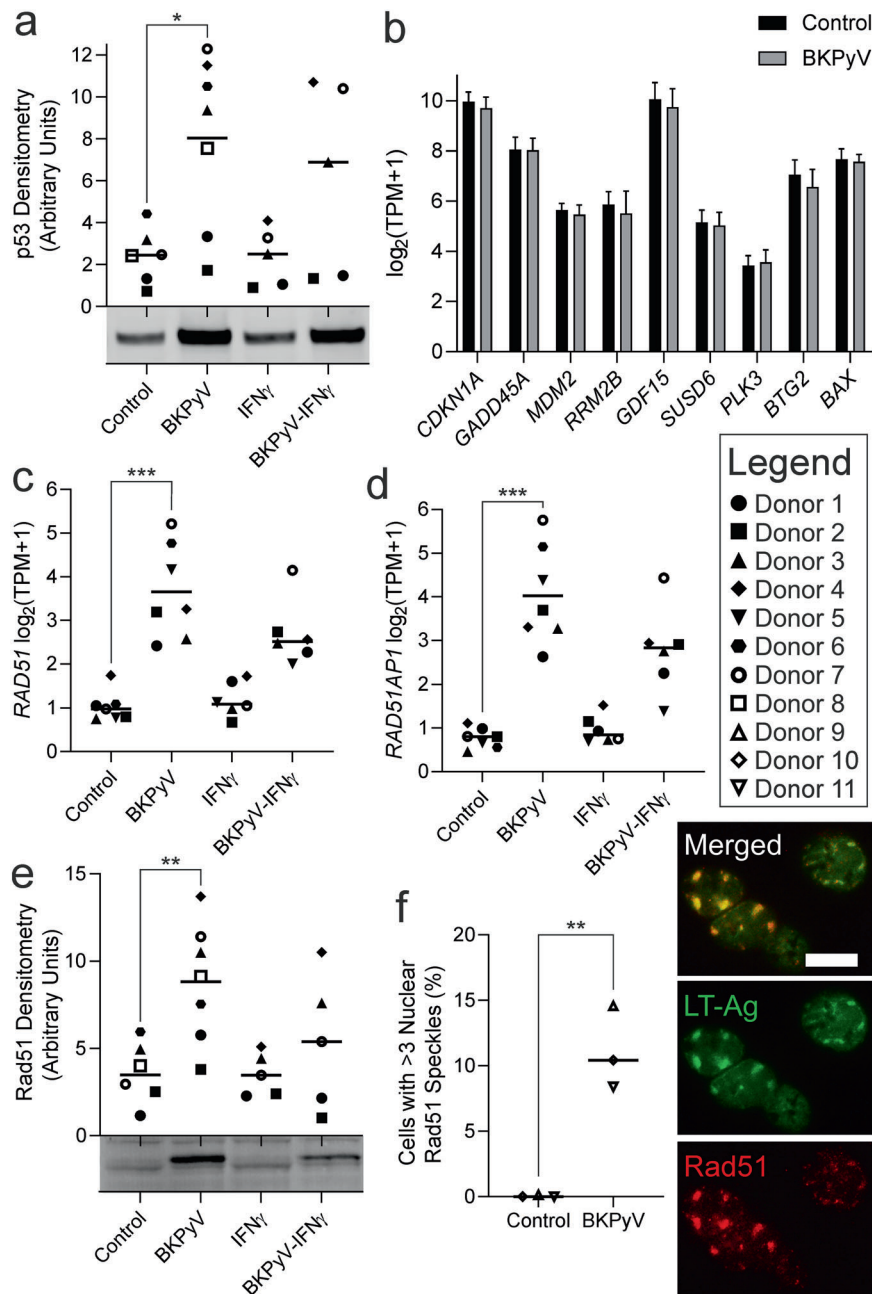 a
*
12
10
8
6
4
2
0
p53 Densitometry
(Arbitrary Units)
Control
BKPyV
IFNγ
BKPyV-IFNγ
b
Control
BKPyV
10
8
6
4
2
0
log2(TPM+1)
CDKN1A
GADD45A
MDM2
RRM2B
GDF15
SUSD6
PLK3
BTG2
BAX
c
***
6
5
4
3
2
1
0
RAD51 log2(TPM+1)
Control
BKPyV
IFNγ
BKPyV-IFNγ
d
***
6
5
4
3
2
1
0
RAD51AP1 log2(TPM+1)
Control
BKPyV
IFNγ
BKPyV-IFNγ
Legend
Donor 1
Donor 2
Donor 3
Donor 4
Donor 5
Donor 6
Donor 7
Donor 8
Donor 9
Donor 10
Donor 11
e
**
15
10
5
0
Rad51 Densitometry
(Arbitrary Units)
Control
BKPyV
IFNγ
BKPyV-IFNγ
f
**
20
15
10
5
0
Cells with >3 Nuclear
Rad51 Speckles (%)
Control
BKPyV
Merged
LT-Ag
Rad51